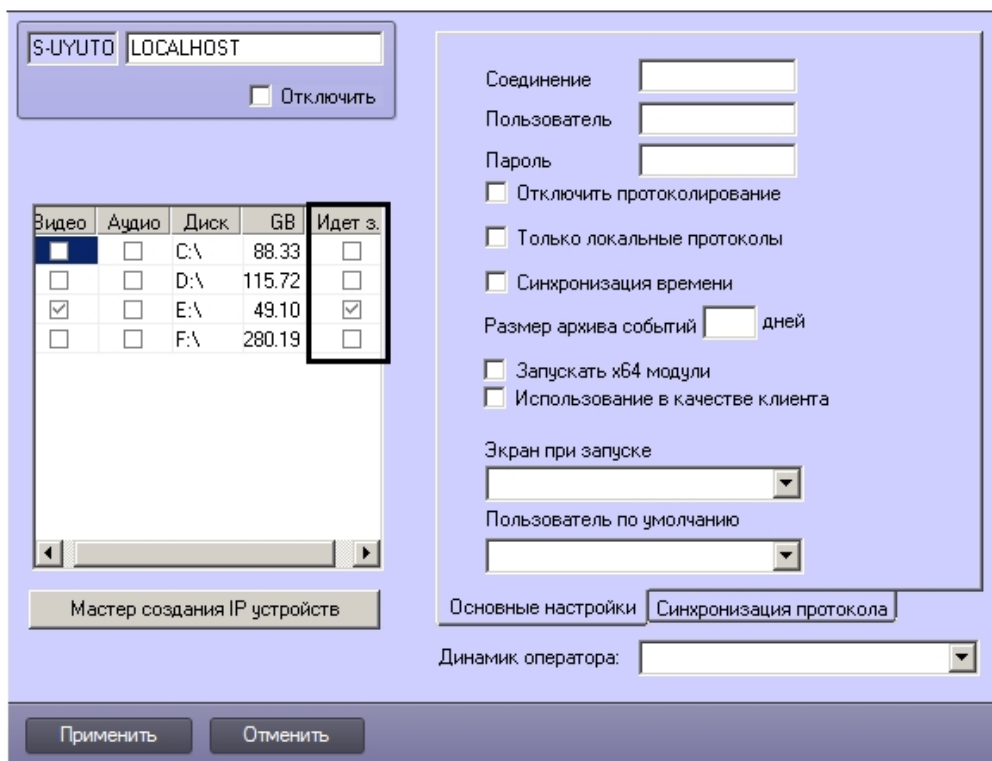 S-UYUTO LOCALHOST
Отключить
Видео Аудио Диск GB Идет з.
C:\ 88.33
D:\ 115.72
E:\ 49.10
F:\ 280.19
Мастер создания IP устройств
Соединение
Пользователь
Пароль
Отключить протоколирование
Только локальные протоколы
Синхронизация времени
Размер архива событий дней
Запускать x64 модули
Использование в качестве клиента
Экран при запуске
Пользователь по умолчанию
Основные настройки Синхронизация протокола
Динамик оператора:
Применить Отменить